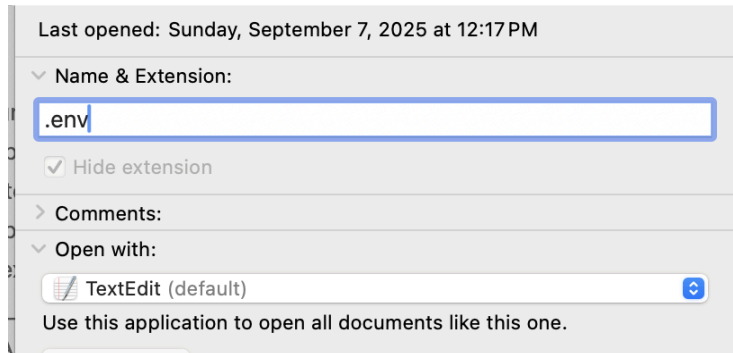 Last opened: Sunday, September 7, 2025 at 12:17 PM
Name & Extension:
.env
Hide extension
Comments:
Open with:
TextEdit (default)
Use this application to open all documents like this one.